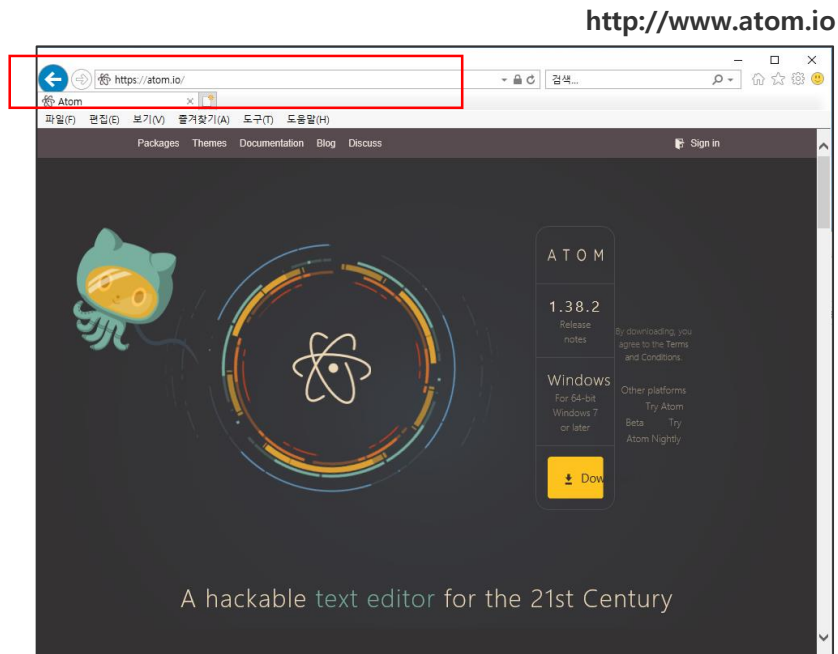 http://www.atom.io
https://atom.io/
검색...
Atom
파일(F) 편집(E) 보기(V) 즐겨찾기(A) 도구(T) 도움말(H)
Packages Themes Documentation Blog Discuss Sign in
ATOM
1.38.2
Release
notes
By downloading, you
agree to the Terms
and Conditions.
Windows
For 64-bit
Windows 7
or later
Other platforms
Try Atom
Beta Try
Atom Nightly
Dow
A hackable text editor for the 21st Century